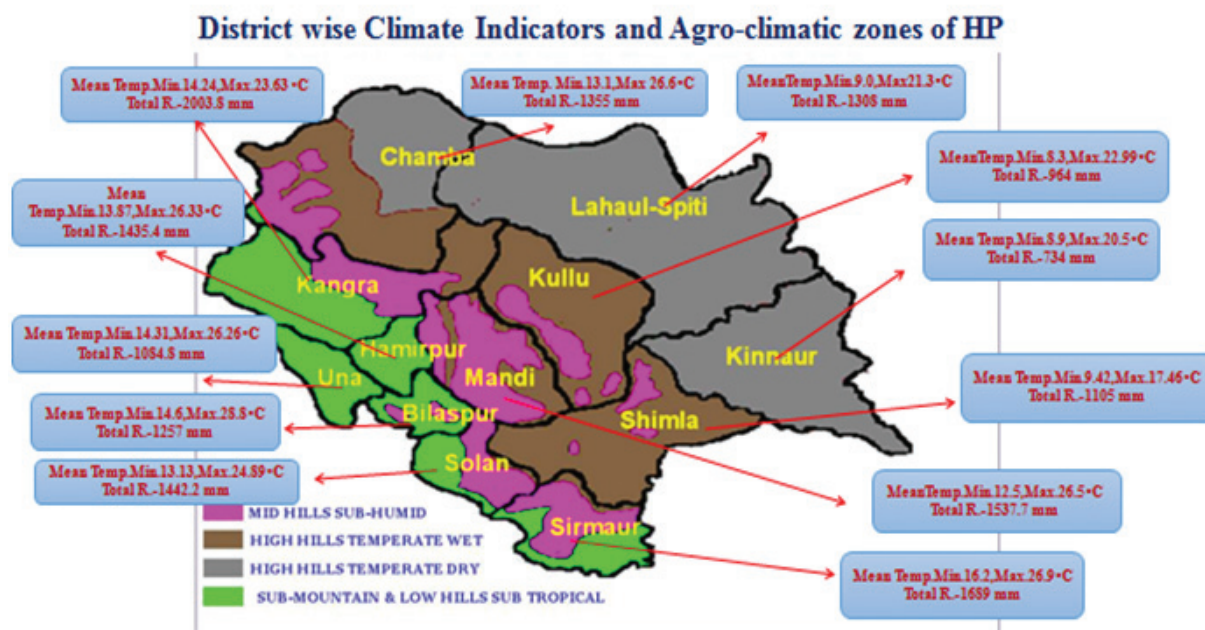 District wise Climate Indicators and Agro-climatic zones of HP
Mean Temp.Min.14.24,Max.23.63 •C
Total R.-2003.8 mm
Mean Temp. Min.13.1,Max 26.6 •C
Total R.-1355 mm
MeanTemp.Min.9.0,Max21.3 •C
Total R.-1308 mm
MeanTemp.Min.8.3,Max.22.99 •C
Total R.-964 mm
Mean
Temp.Min.13.87,Max.26.33 •C
Total R.-1435.4 mm
MeanTemp.Min.8.9,Max.20.5 •C
Total R.-734 mm
Mean Temp.Min.14.31,Max.26.26 •C
Total R.-1084.8 mm
MeanTemp.Min.9.42,Max.17.46 •C
Total R.-1105 mm
Mean Temp.Min.14.6,Max.28.8 •C
Total R.-1257 mm
Mean Temp.Min.13.13,Max.24.89 •C
Total R.-1442.2 mm
MeanTemp.Min.12.5,Max.26.5 •C
Total R.-1537.7 mm
Mean Temp.Min.16.2,Max.26.9 •C
Total R.-1689 mm
Chamba
Lahaul-Spiti
Kangra
Kullu
Hamirpur
Kinnaur
Una
Mandi
Bilaspur
Shimla
Solan
Sirmaur
MID HILLS SUB-HUMID
HIGH HILLS TEMPERATE WET
HIGH HILLS TEMPERATE DRY
SUB-MOUNTAIN & LOW HILLS SUB TROPICAL